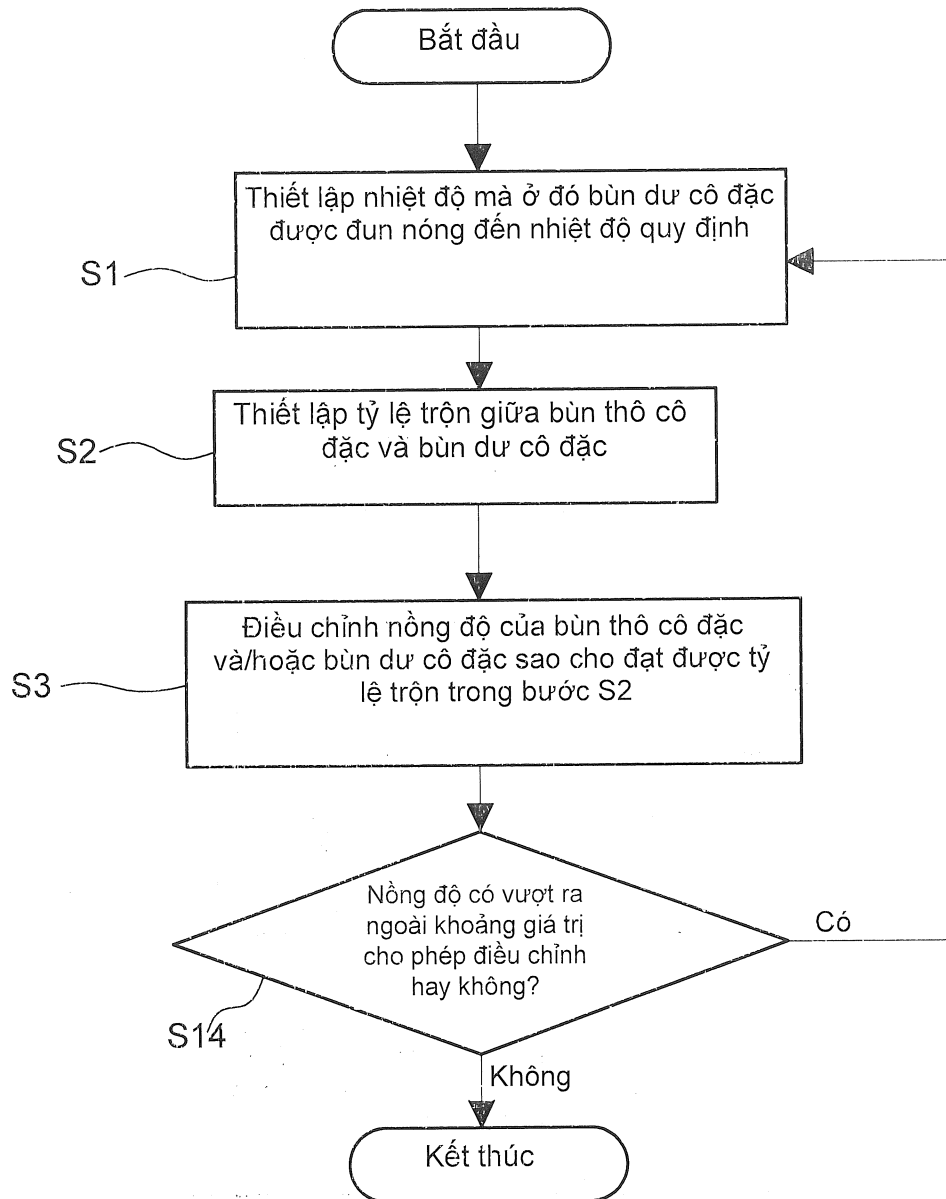 Bắt đầu
Thiết lập nhiệt độ mà ở đó bùn dư cô đặc
được đun nóng đến nhiệt độ quy định
S1
Thiết lập tỷ lệ trộn giữa bùn thô cô
đặc và bùn dư cô đặc
S2
Điều chỉnh nồng độ của bùn thô cô đặc
và/hoặc bùn dư cô đặc sao cho đạt được tỷ
lệ trộn trong bước S2
S3
Nồng độ có vượt ra
ngoài khoảng giá trị
cho phép điều chỉnh
hay không?
Có
S14
Không
Kết thúc